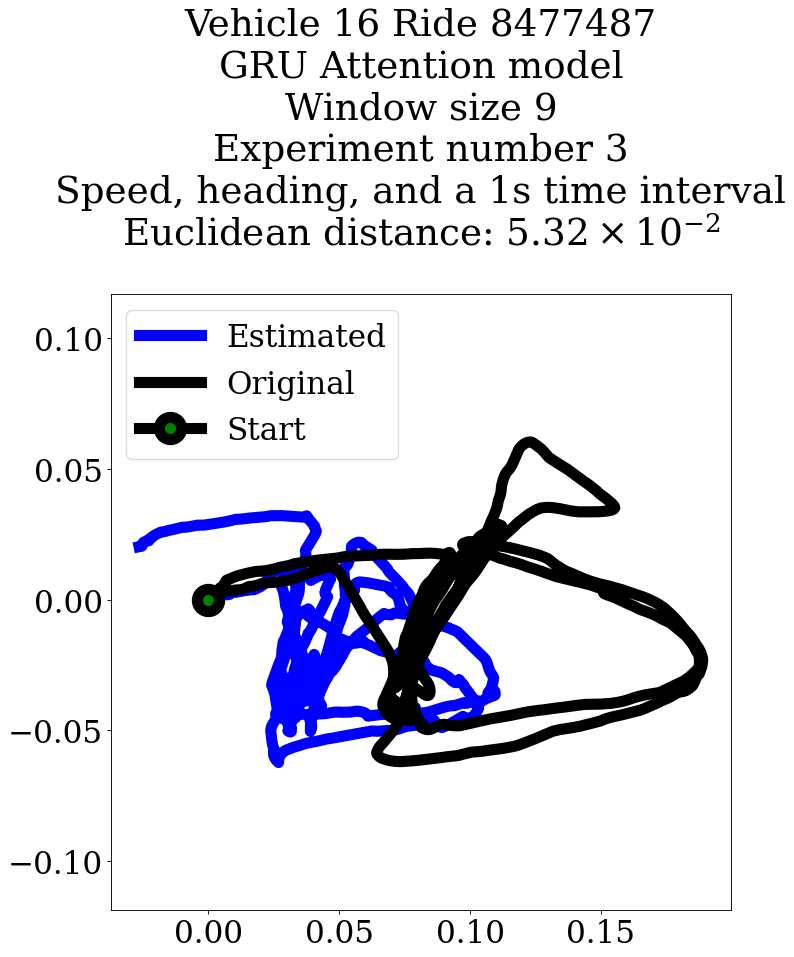 Vehicle 16 Ride 8477487
GRU Attention model
Window size 9
Experiment number 3
Speed, heading, and a 1s time interval
Euclidean distance: 5.32 × 10⁻²
Estimated
Original
Start
0.10
0.05
0.00
−0.05
−0.10
0.00 0.05 0.10 0.15